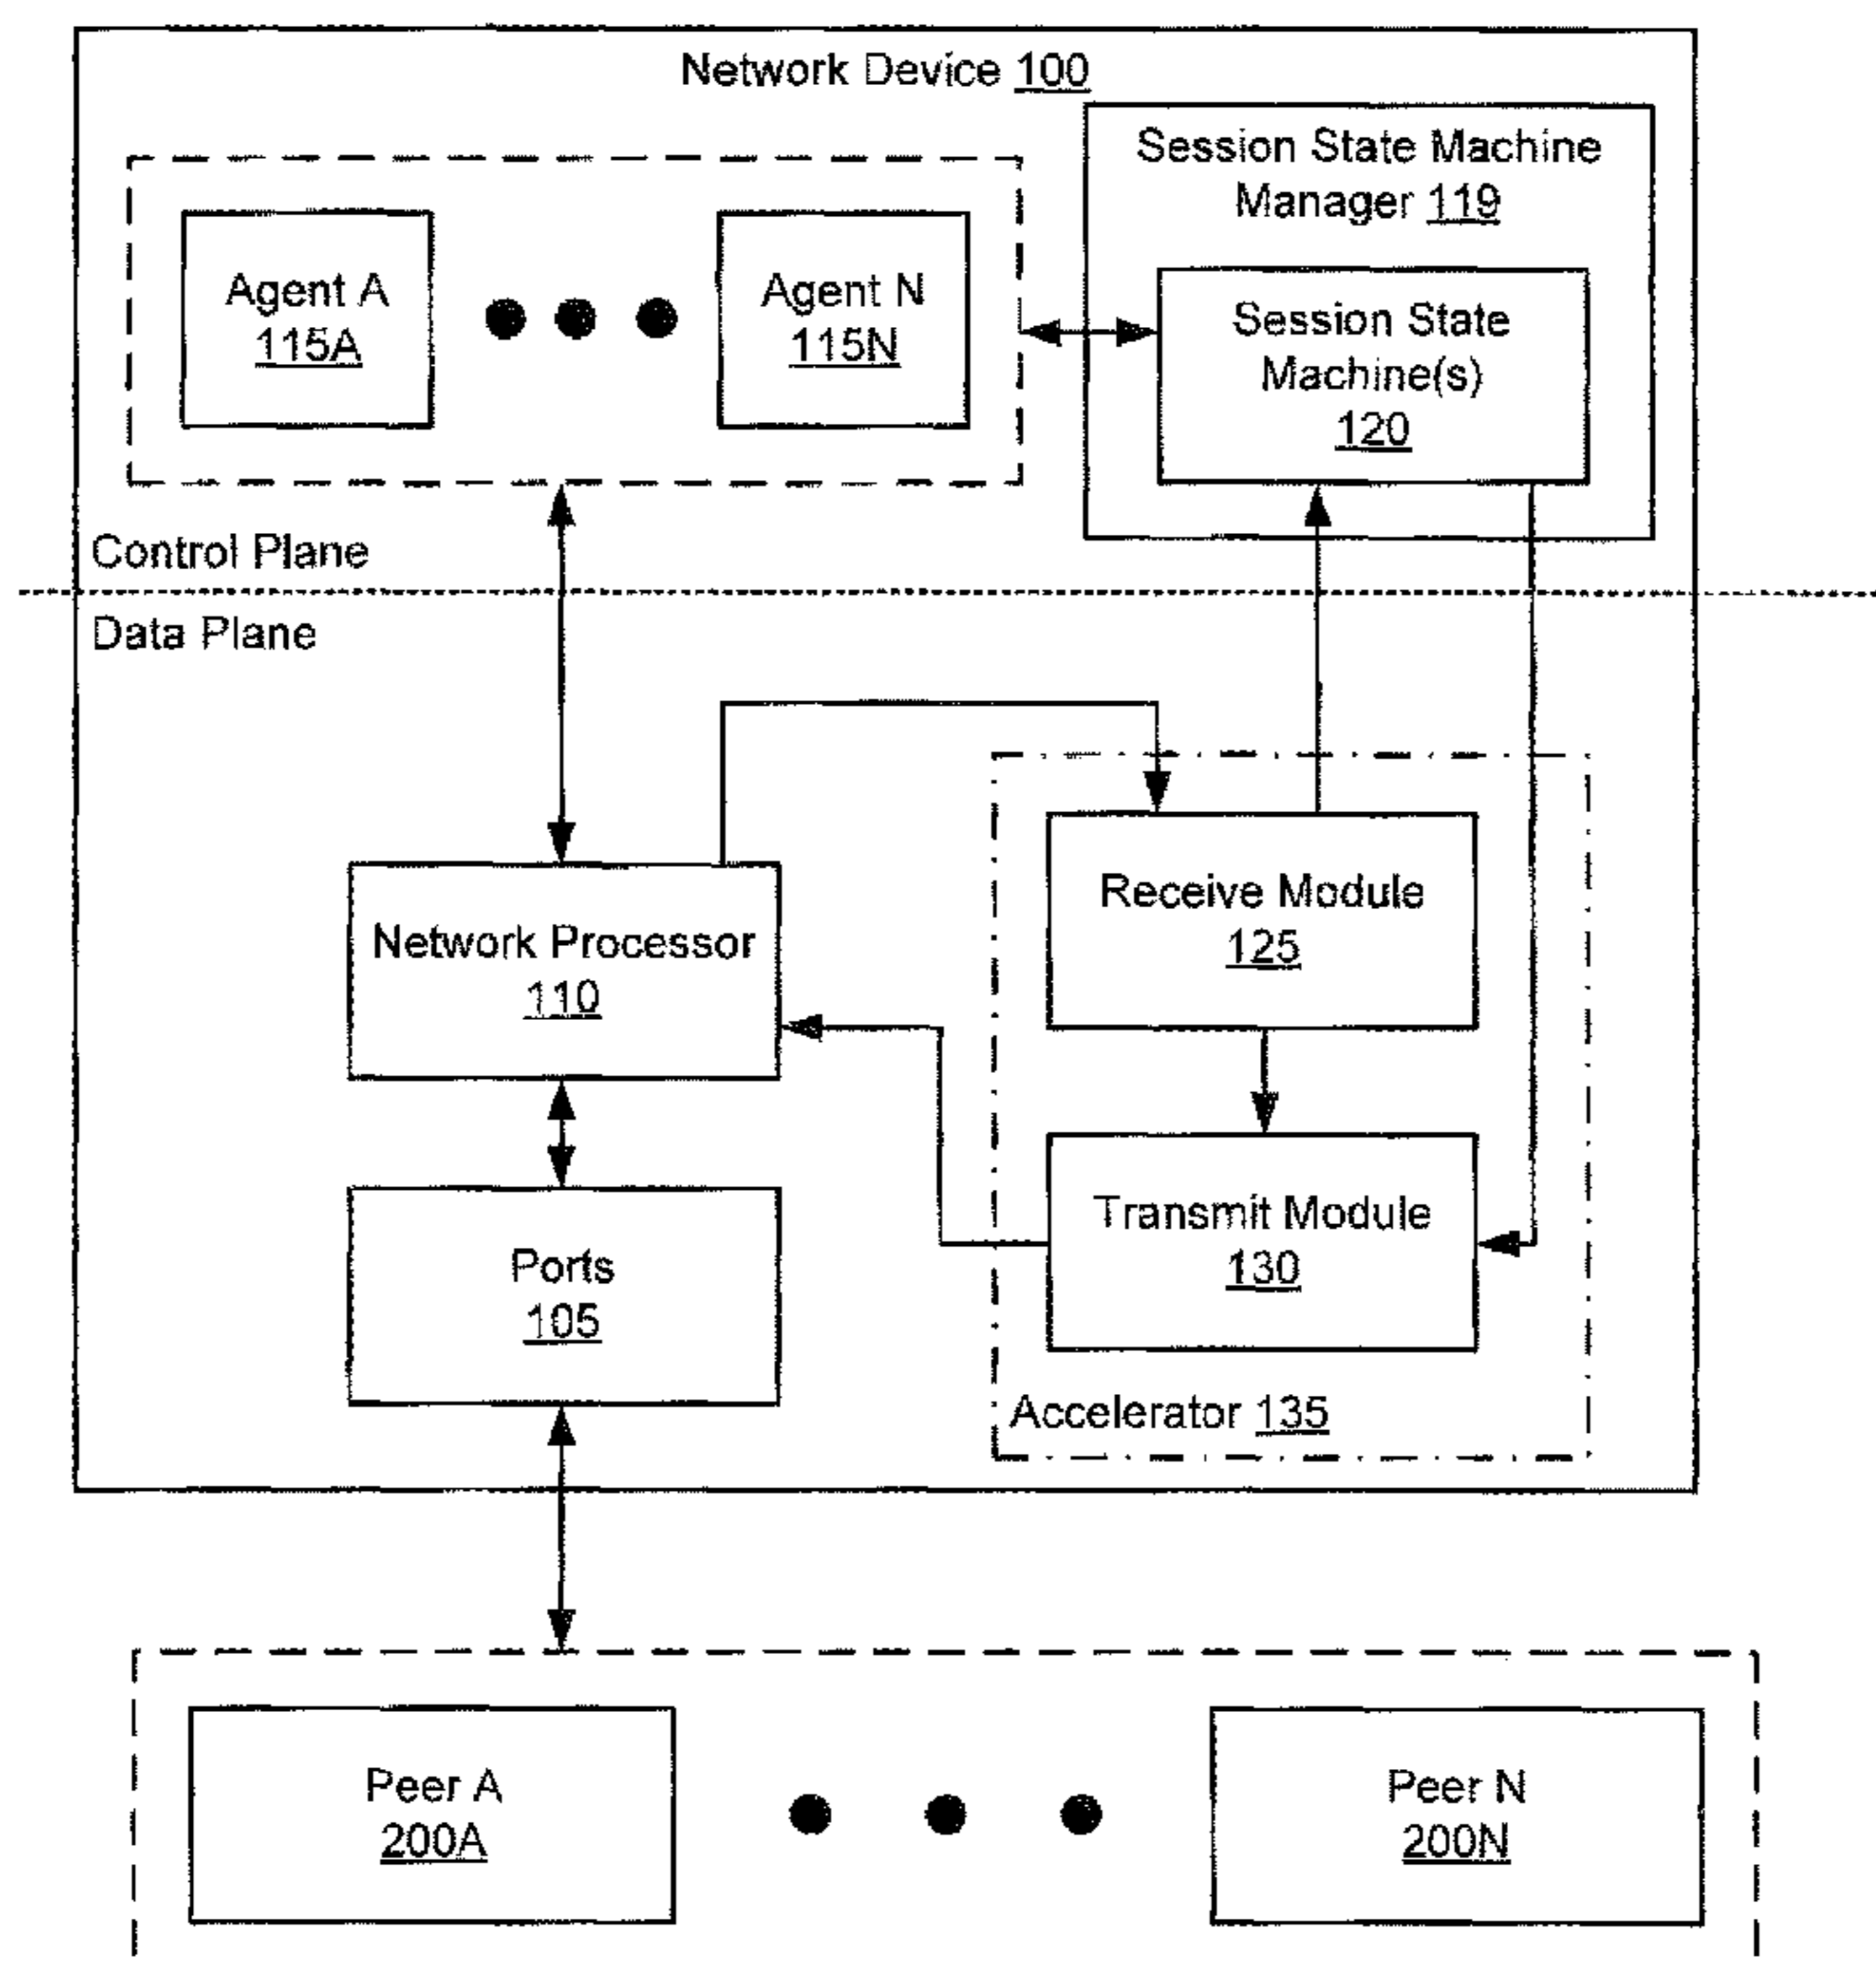 Network Device 100
Session State Machine
Manager 119
Agent A
115A
Agent N
115N
Session State
Machine(s)
120
Control Plane
Data Plane
Receive Module
125
Network Processor
110
Transmit Module
130
Ports
105
Accelerator 135
Peer A
200A
Peer N
200N